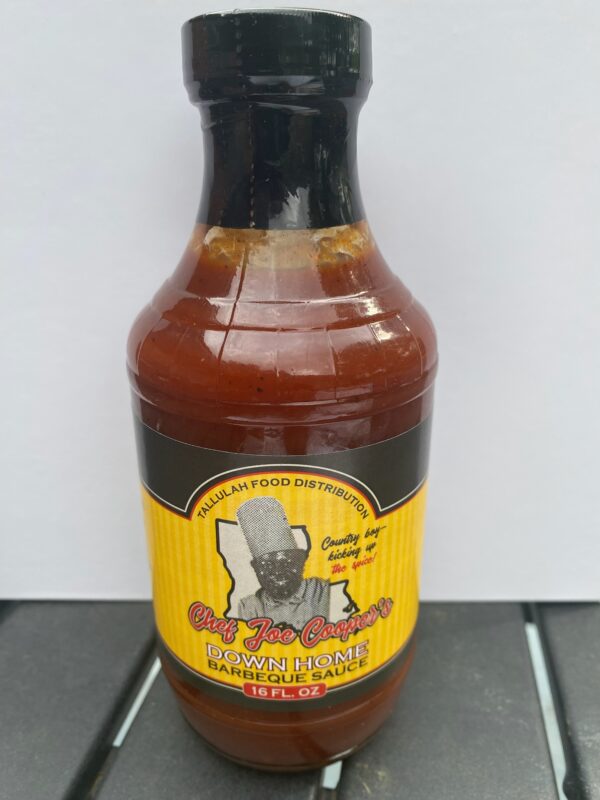 TALLULAH FOOD DISTRIBUTION
Country boy—
kicking up
the spice!
Chef Joe Cooper's
DOWN HOME
BARBEQUE SAUCE
16 FL. OZ